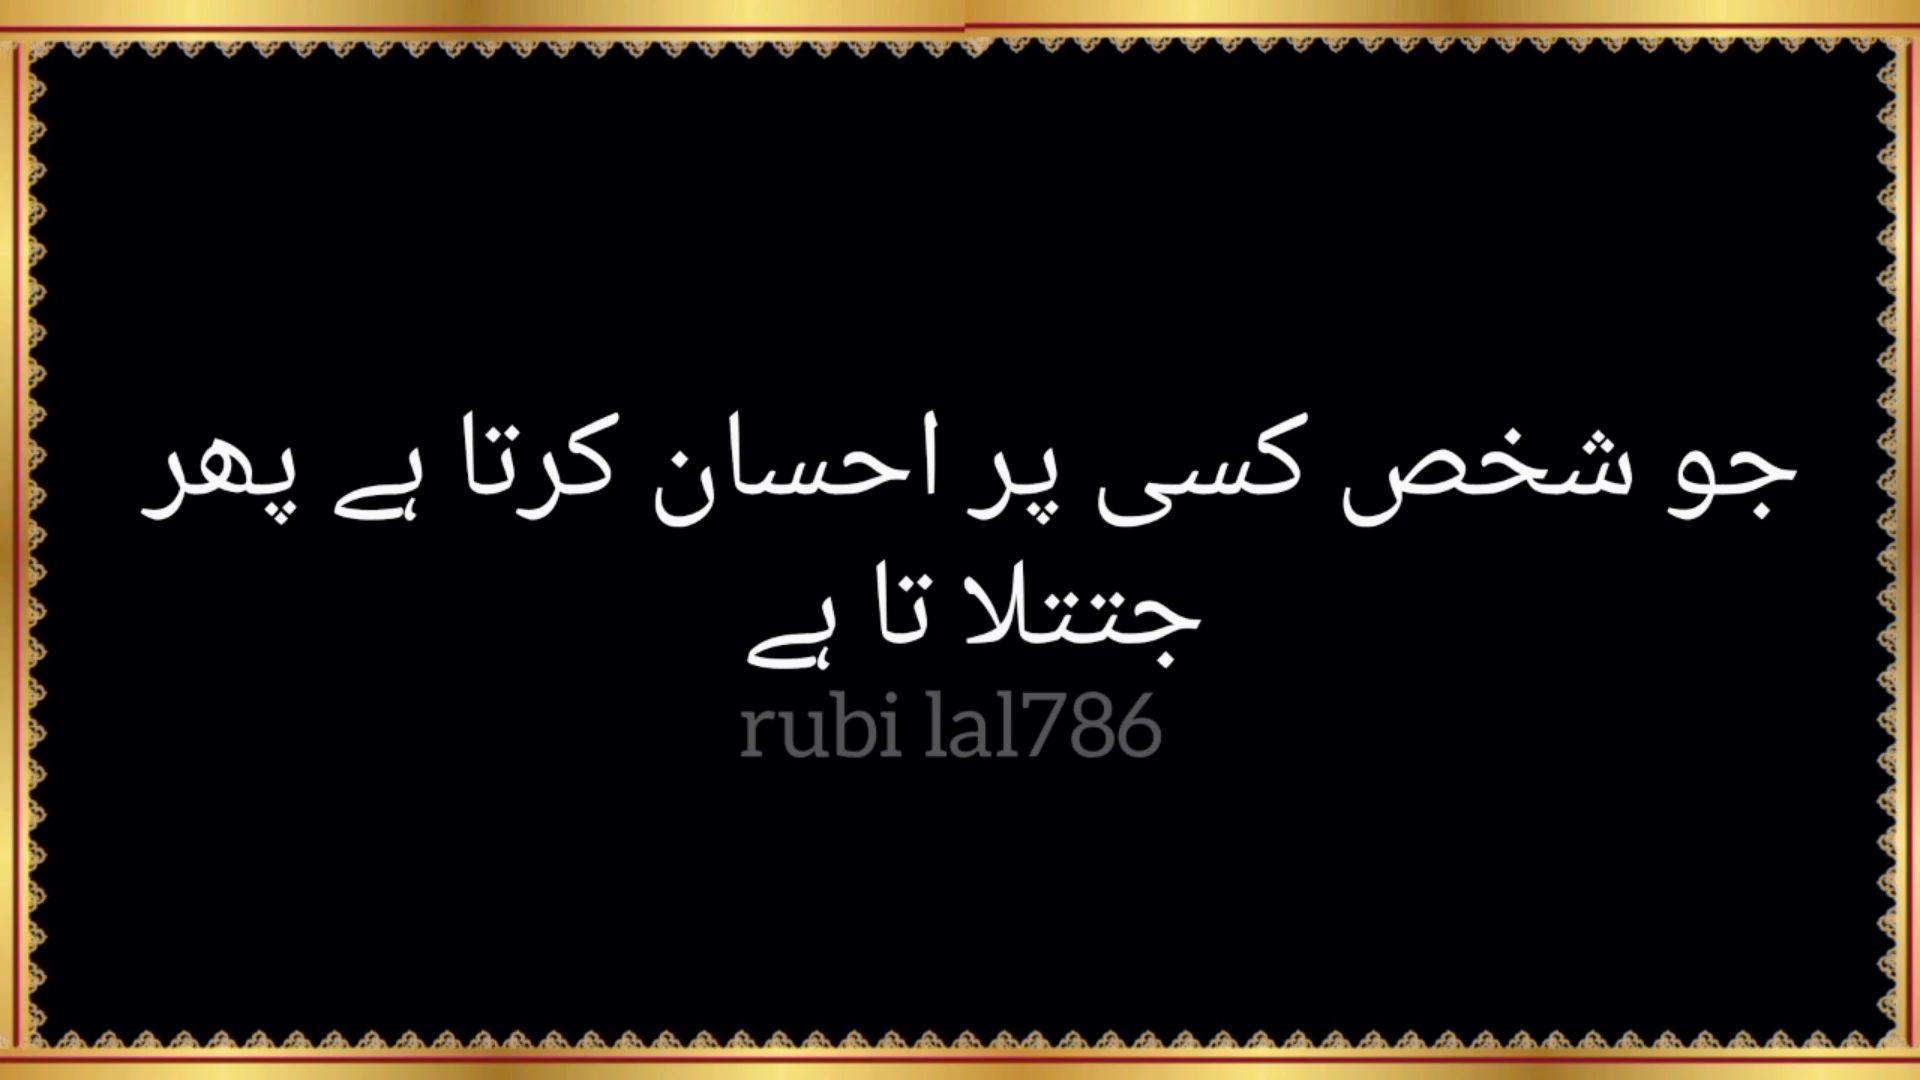 جو شخص کسی پر احسان کرتا ہے پھر
جتتلا تا ہے
rubi lal786